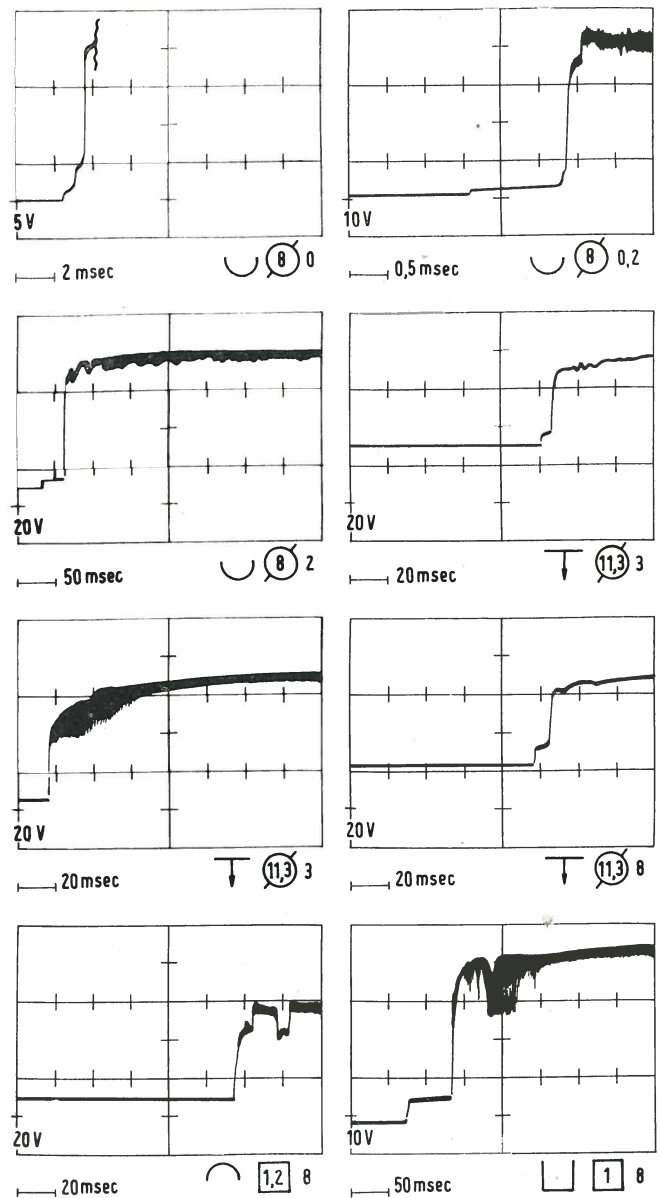 5 V
2 msec 8 0
10 V
0,5 msec 8 0,2
20 V
50 msec 8 2
20 V
20 msec 11,3 3
20 V
20 msec 11,3 3
20 V
20 msec 11,3 8
20 V
20 msec 1,2 8
10 V
50 msec 1 8